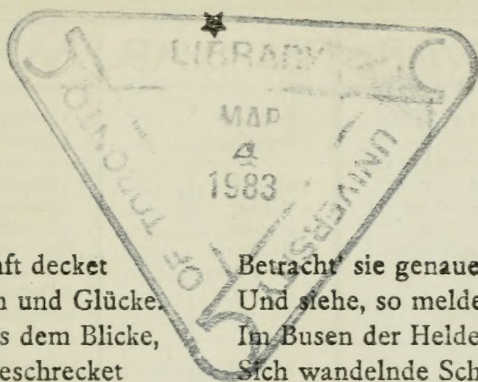 LIBRARY
MAR
4
1983
UNIVERSITY
OF TORONTO
ft decket
n und Glücke.
s dem Blicke,
eschrecket
Betracht' sie genaue
Und siehe, so melde
Im Busen der Helde
Sich wandelnde Sch